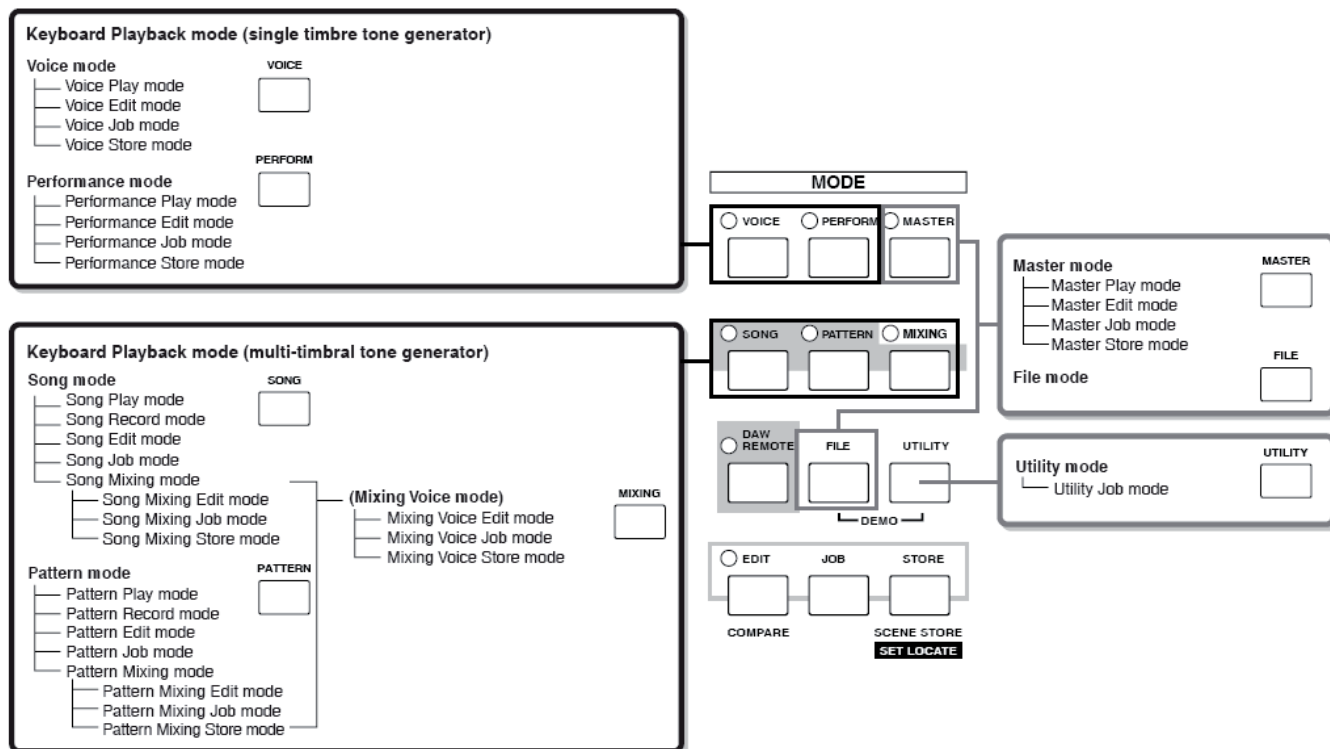 Keyboard Playback mode (single timbre tone generator)
Voice mode
VOICE
Voice Play mode
Voice Edit mode
Voice Job mode
Voice Store mode
PERFORM
Performance mode
Performance Play mode
Performance Edit mode
Performance Job mode
Performance Store mode
Keyboard Playback mode (multi-timbral tone generator)
Song mode
SONG
Song Play mode
Song Record mode
Song Edit mode
Song Job mode
Song Mixing mode
Song Mixing Edit mode
Song Mixing Job mode
Song Mixing Store mode
(Mixing Voice mode)
MIXING
Mixing Voice Edit mode
Mixing Voice Job mode
Mixing Voice Store mode
Pattern mode
PATTERN
Pattern Play mode
Pattern Record mode
Pattern Edit mode
Pattern Job mode
Pattern Mixing mode
Pattern Mixing Edit mode
Pattern Mixing Job mode
Pattern Mixing Store mode
MODE
VOICE PERFORM MASTER
SONG PATTERN MIXING
DAW
REMOTE FILE UTILITY
DEMO
EDIT JOB STORE
COMPARE SCENE STORE
SET LOCATE
Master mode
MASTER
Master Play mode
Master Edit mode
Master Job mode
Master Store mode
FILE
File mode
UTILITY
Utility mode
Utility Job mode